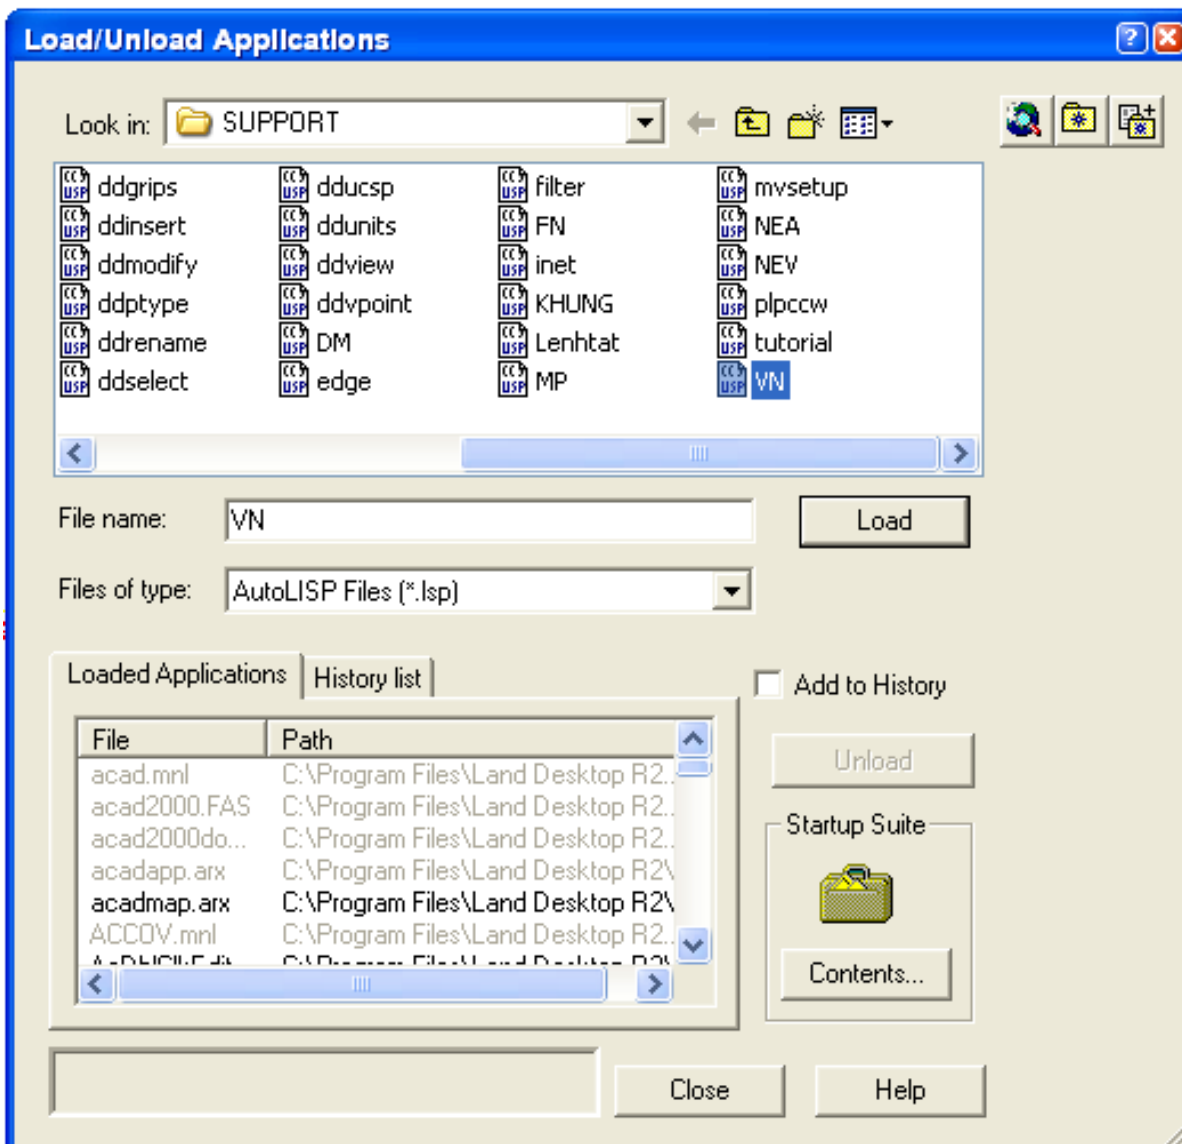 Load/Unload Applications
Look in: SUPPORT
ddgrips dducsp filter mvsetup
ddinsert ddunits FN NEA
ddmodify ddview inet NEV
ddptype ddvpoint KHUNG plpccw
ddrename DM Lenhtat tutorial
ddselect edge MP VN
File name: VN Load
Files of type: AutoLISP Files (*.lsp)
Loaded Applications History list Add to History
File Path
acad.mnl C:\Program Files\Land Desktop R2... Unload
acad2000.FAS C:\Program Files\Land Desktop R2...
acad2000do... C:\Program Files\Land Desktop R2... Startup Suite
acadapp.arx C:\Program Files\Land Desktop R2\
acadmap.arx C:\Program Files\Land Desktop R2\
ACCOV.mnl C:\Program Files\Land Desktop R2...
Contents...
Close Help